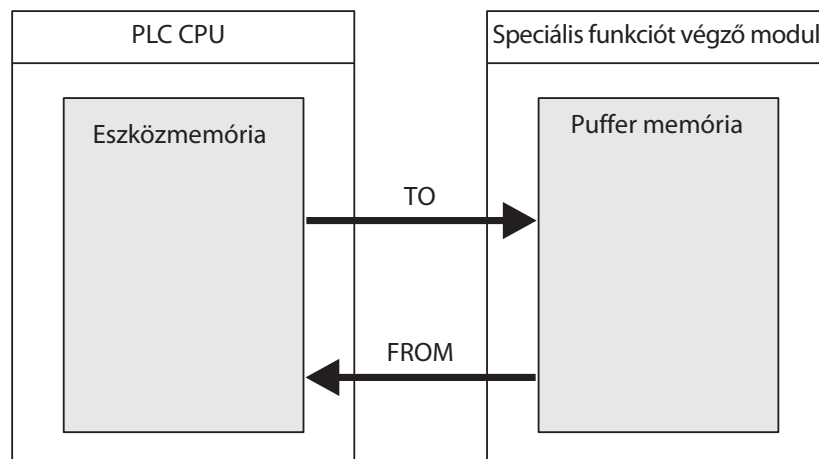 PLC CPU
Speciális funkciót végző modul
Eszközmemória
Puffer memória
TO
FROM